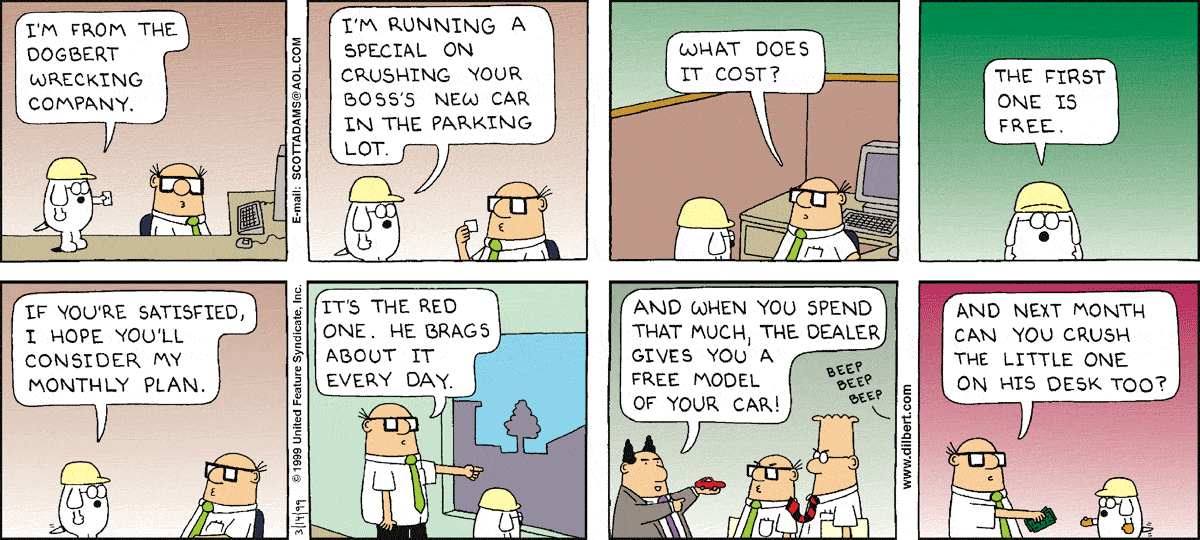 I'M FROM THE
DOGBERT
WRECKING
COMPANY.
E-mail: SCOTTADAMS@AOL.COM
I'M RUNNING A
SPECIAL ON
CRUSHING YOUR
BOSS'S NEW CAR
IN THE PARKING
LOT.
WHAT DOES
IT COST?
THE FIRST
ONE IS
FREE.
IF YOU'RE SATISFIED,
I HOPE YOU'LL
CONSIDER MY
MONTHLY PLAN.
3/14/99 © 1999 United Feature Syndicate, Inc.
IT'S THE RED
ONE. HE BRAGS
ABOUT IT
EVERY DAY.
AND WHEN YOU SPEND
THAT MUCH, THE DEALER
GIVES YOU A
FREE MODEL
OF YOUR CAR!
BEEP
BEEP
BEEP
www.dilbert.com
AND NEXT MONTH
CAN YOU CRUSH
THE LITTLE ONE
ON HIS DESK TOO?